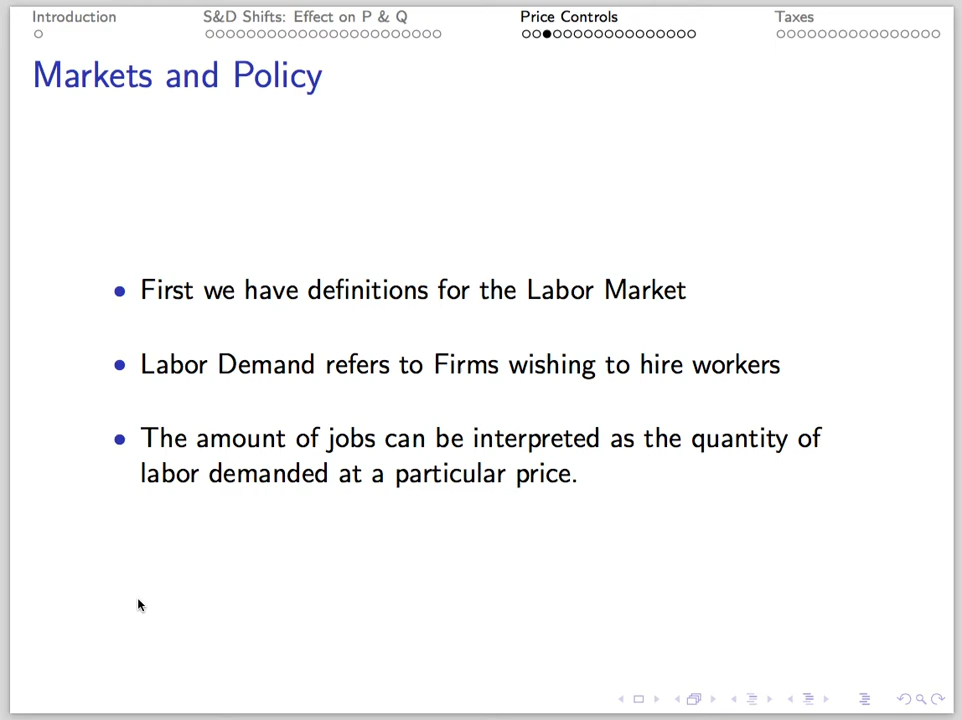 Introduction
S&D Shifts: Effect on P & Q
Price Controls
Taxes
Markets and Policy
First we have definitions for the Labor Market
Labor Demand refers to Firms wishing to hire workers
The amount of jobs can be interpreted as the quantity of
labor demanded at a particular price.